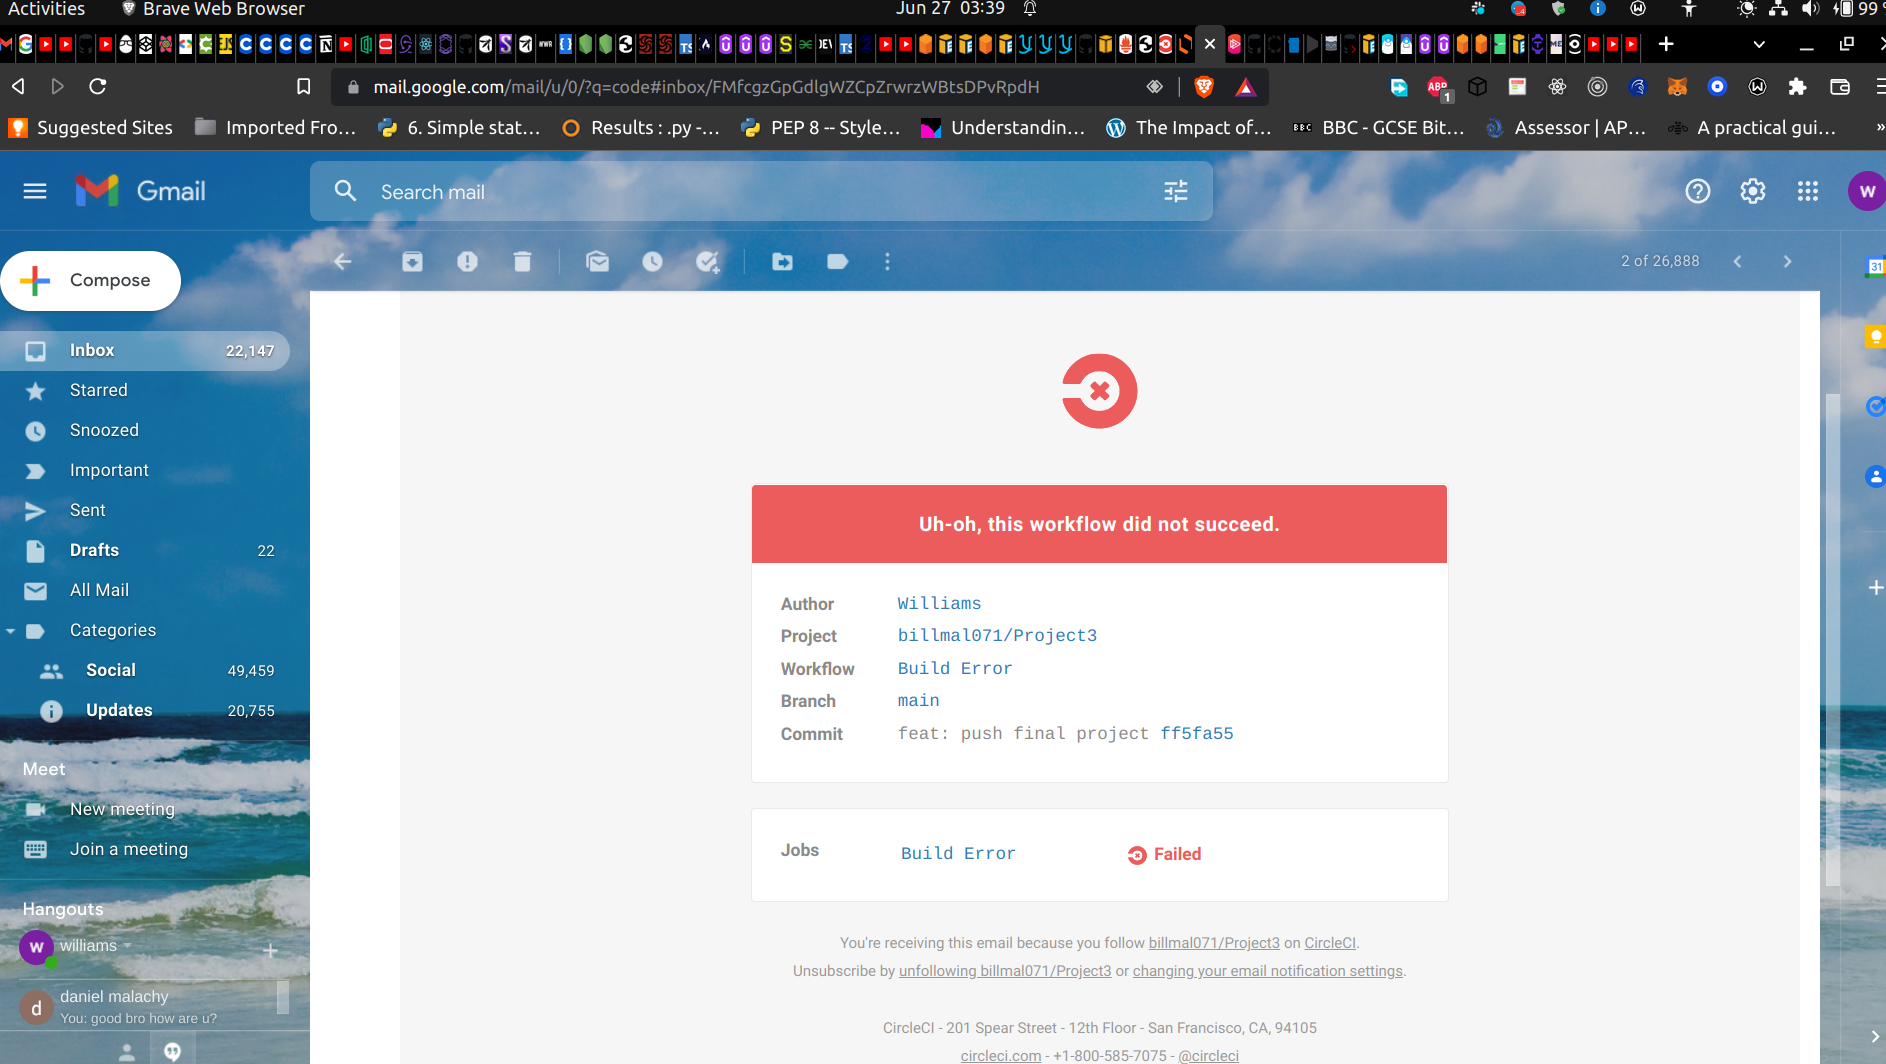 Activities
Brave Web Browser
Jun 27 03:39
99
mail.google.com/mail/u/0/?q=code#inbox/FMfcgzGpGdlgWZCpZrwrzWBtsDPvRpdH
ABP
1
Suggested Sites
Imported Fro...
6. Simple stat...
Results : .py -...
PEP 8 -- Style...
Understandin...
The Impact of...
BBC
BBC - GCSE Bit...
Assessor | AP...
A practical gui...
»
Gmail
Search mail
w
Compose
2 of 26,888
31
Inbox 22,147
Starred
Snoozed
Important
Sent
Drafts 22
All Mail
Categories
Social 49,459
Updates 20,755
Meet
New meeting
Join a meeting
Hangouts
w
williams
d
daniel malachy
You: good bro how are u?
Uh-oh, this workflow did not succeed.
Author Williams
Project billmal071/Project3
Workflow Build Error
Branch main
Commit feat: push final project ff5fa55
Jobs Build Error Failed
You're receiving this email because you follow billmal071/Project3 on CircleCI.
Unsubscribe by unfollowing billmal071/Project3 or changing your email notification settings.
CircleCI - 201 Spear Street - 12th Floor - San Francisco, CA, 94105
circleci.com - +1-800-585-7075 - @circleci